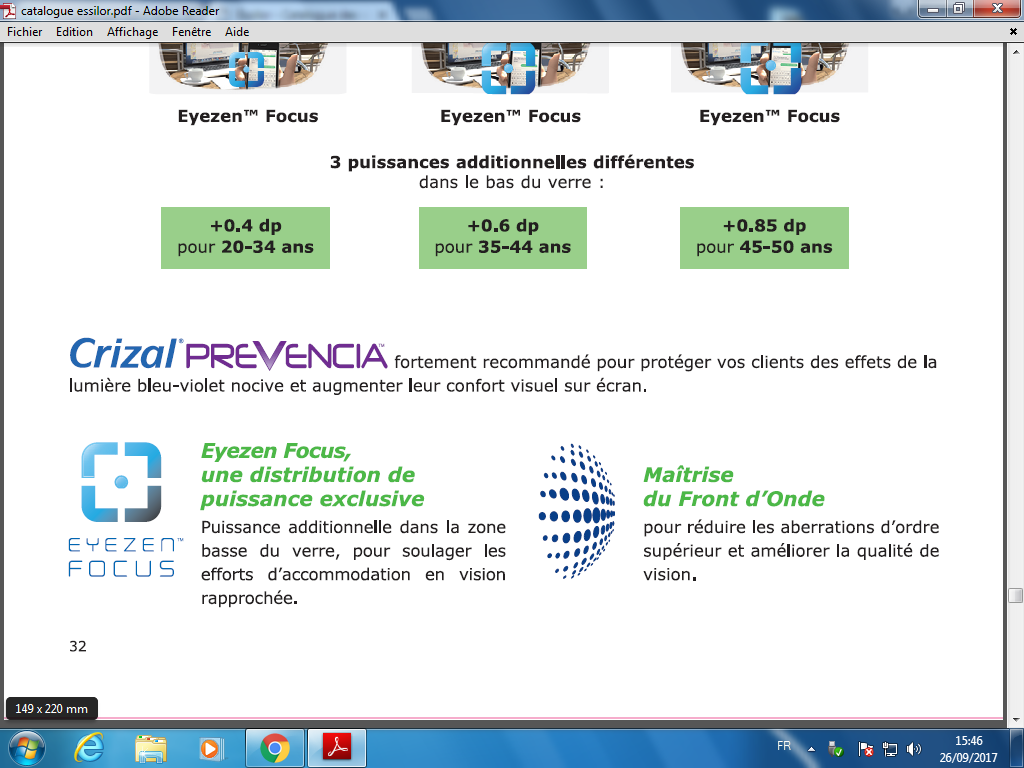 catalogue essilor.pdf - Adobe Reader
Fichier Edition Affichage Fenêtre Aide
Eyezen™ Focus Eyezen™ Focus Eyezen™ Focus
3 puissances additionnelles différentes
dans le bas du verre :
+0.4 dp
pour 20-34 ans
+0.6 dp
pour 35-44 ans
+0.85 dp
pour 45-50 ans
Crizal® PREVENCIA™ fortement recommandé pour protéger vos clients des effets de la
lumière bleu-violet nocive et augmenter leur confort visuel sur écran.
EYEZEN™
FOCUS
Eyezen Focus,
une distribution de
puissance exclusive
Puissance additionnelle dans la zone
basse du verre, pour soulager les
efforts d’accommodation en vision
rapprochée.
Maîtrise
du Front d’Onde
pour réduire les aberrations d’ordre
supérieur et améliorer la qualité de
vision.
32
149 x 220 mm
FR
15:46
26/09/2017